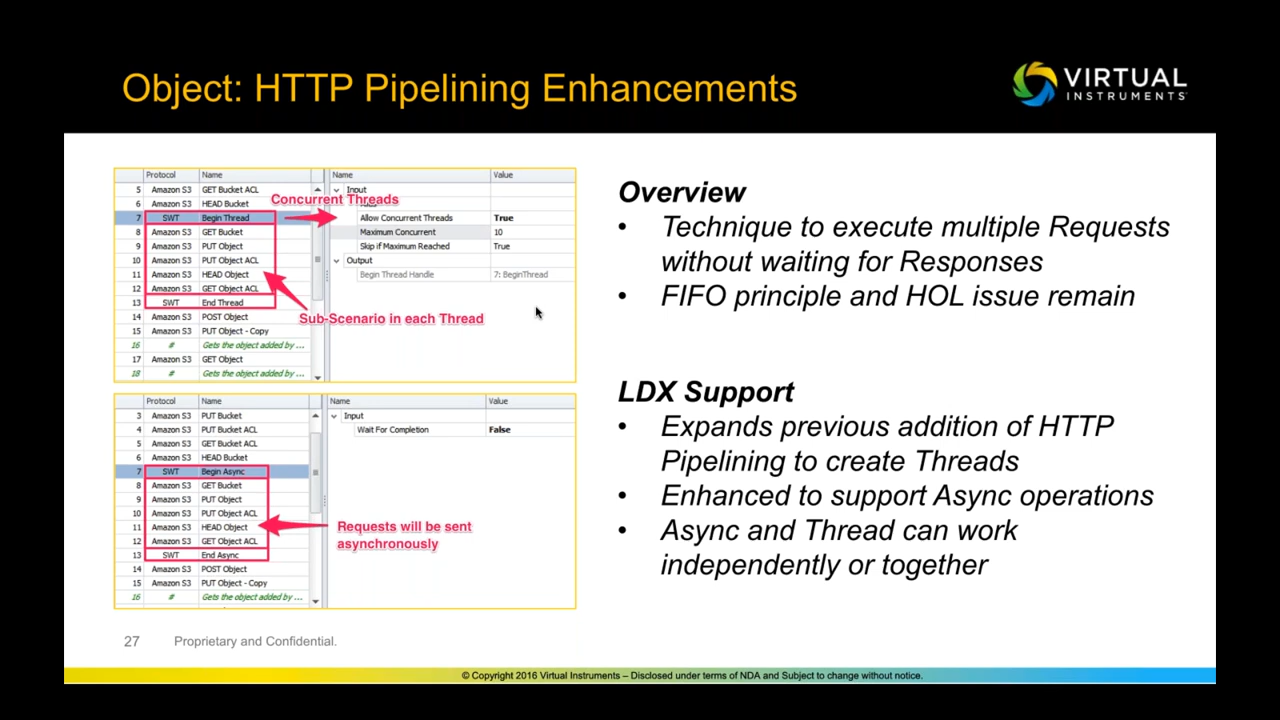 Object: HTTP Pipelining Enhancements
VIRTUAL
INSTRUMENTS
Protocol Name
5 Amazon S3 GET Bucket ACL
6 Amazon S3 HEAD Bucket
7 SWT Begin Thread
8 Amazon S3 GET Bucket
9 Amazon S3 PUT Object
10 Amazon S3 PUT Object ACL
11 Amazon S3 HEAD Object
12 Amazon S3 GET Object ACL
13 SWT End Thread
14 Amazon S3 POST Object
15 Amazon S3 PUT Object - Copy
16 # Gets the object added by ...
17 Amazon S3 GET Object
18 # Gets the object added by ...
Name Value
Input
Concurrent Threads
Allow Concurrent Threads True
Maximum Concurrent 10
Skip if Maximum Reached True
Output
Begin Thread Handle 7: BeginThread
Sub-Scenario in each Thread
Protocol Name
3 Amazon S3 PUT Bucket
4 Amazon S3 PUT Bucket ACL
5 Amazon S3 GET Bucket ACL
6 Amazon S3 HEAD Bucket
7 SWT Begin Async
8 Amazon S3 GET Bucket
9 Amazon S3 PUT Object
10 Amazon S3 PUT Object ACL
11 Amazon S3 HEAD Object
12 Amazon S3 GET Object ACL
13 SWT End Async
14 Amazon S3 POST Object
15 Amazon S3 PUT Object - Copy
16 # Gets the object added by ...
Name Value
Input
Wait For Completion False
Requests will be sent
asynchronously
Overview
• Technique to execute multiple Requests
without waiting for Responses
• FIFO principle and HOL issue remain
LDX Support
• Expands previous addition of HTTP
Pipelining to create Threads
• Enhanced to support Async operations
• Async and Thread can work
independently or together
27 Proprietary and Confidential.
© Copyright 2016 Virtual Instruments – Disclosed under terms of NDA and Subject to change without notice.